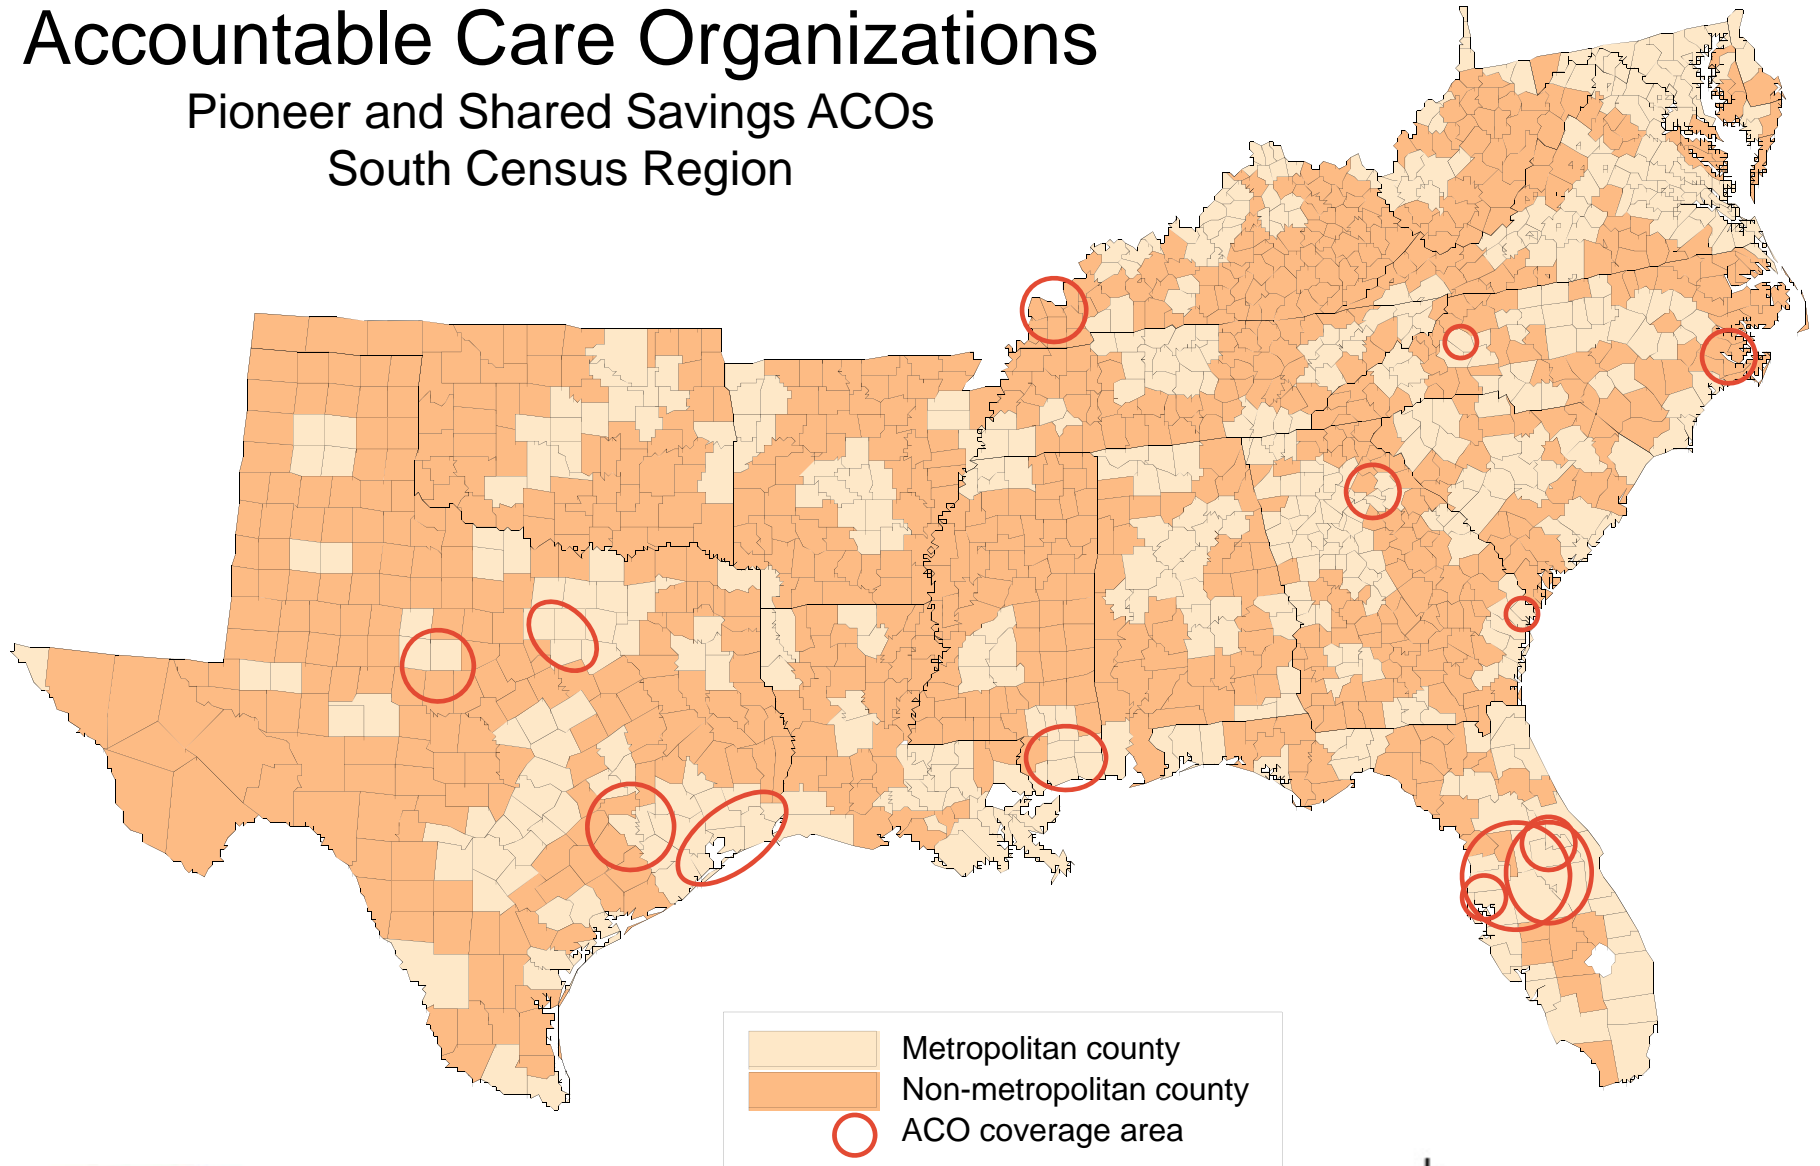 Accountable Care Organizations
Pioneer and Shared Savings ACOs
South Census Region
Metropolitan county
Non-metropolitan county
ACO coverage area